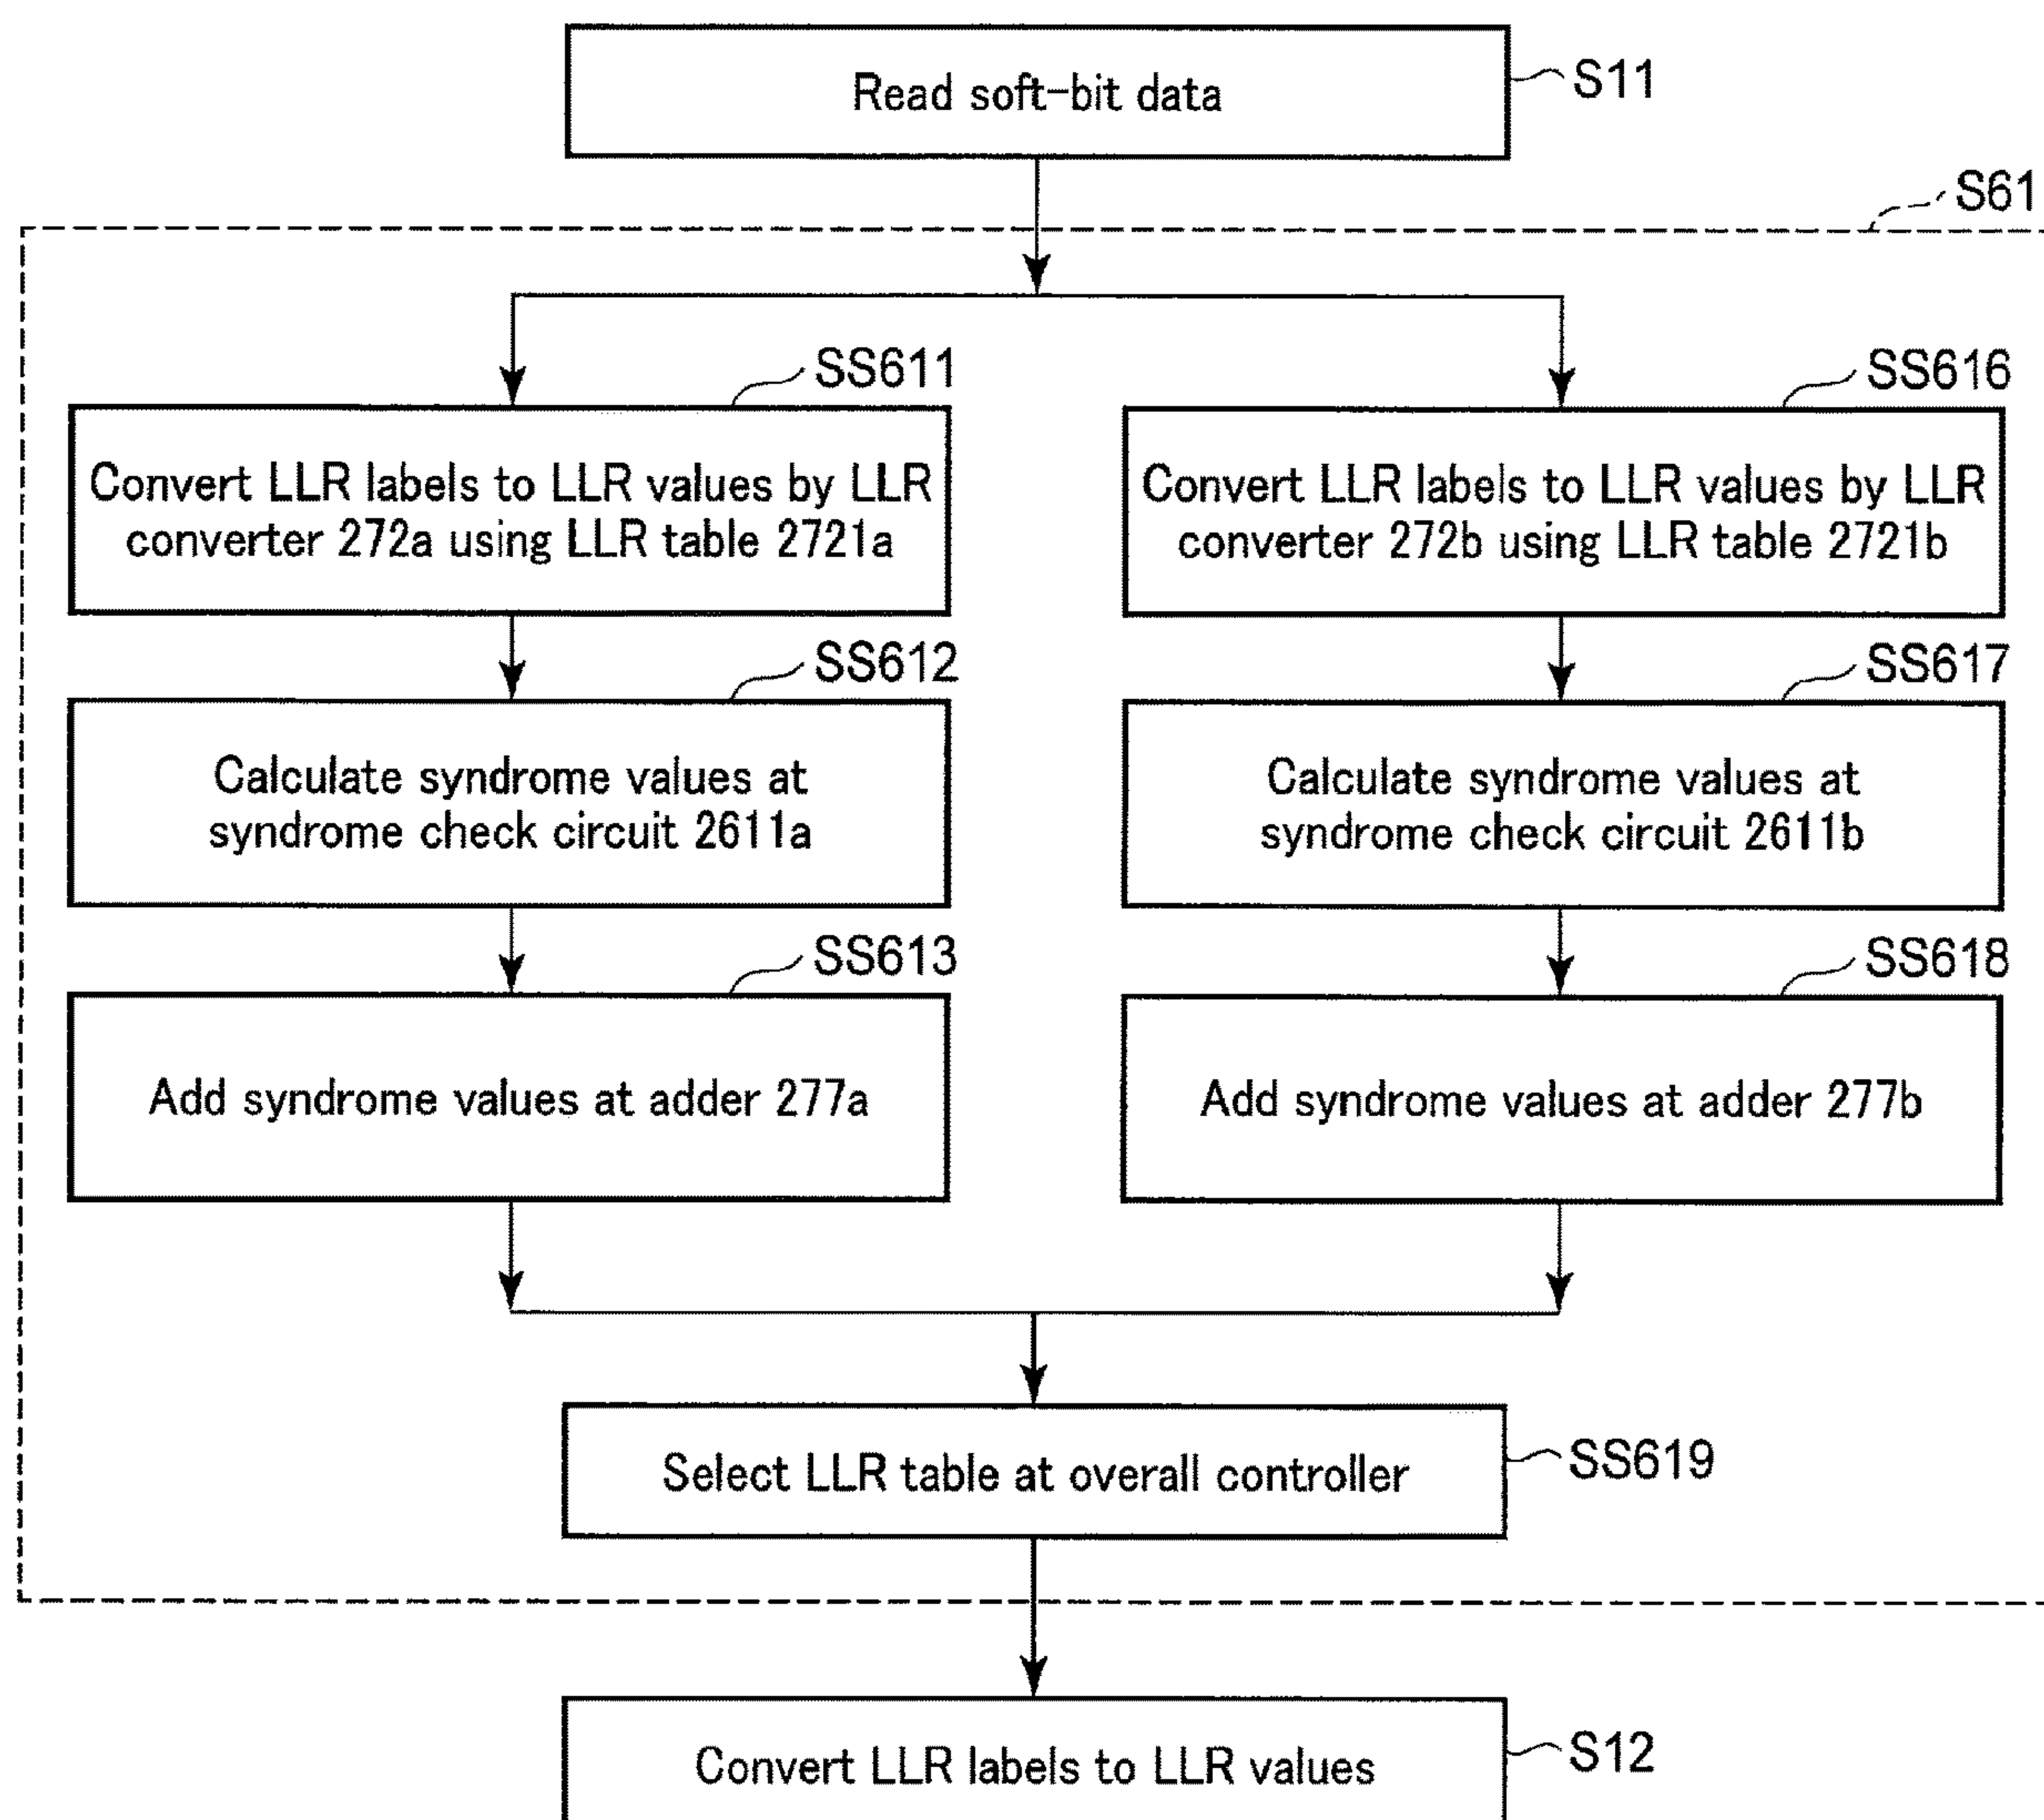 Read soft-bit data
S11
S61
SS611
SS616
Convert LLR labels to LLR values by LLR
converter 272a using LLR table 2721a
Convert LLR labels to LLR values by LLR
converter 272b using LLR table 2721b
SS612
SS617
Calculate syndrome values at
syndrome check circuit 2611a
Calculate syndrome values at
syndrome check circuit 2611b
SS613
SS618
Add syndrome values at adder 277a
Add syndrome values at adder 277b
Select LLR table at overall controller
SS619
Convert LLR labels to LLR values
S12